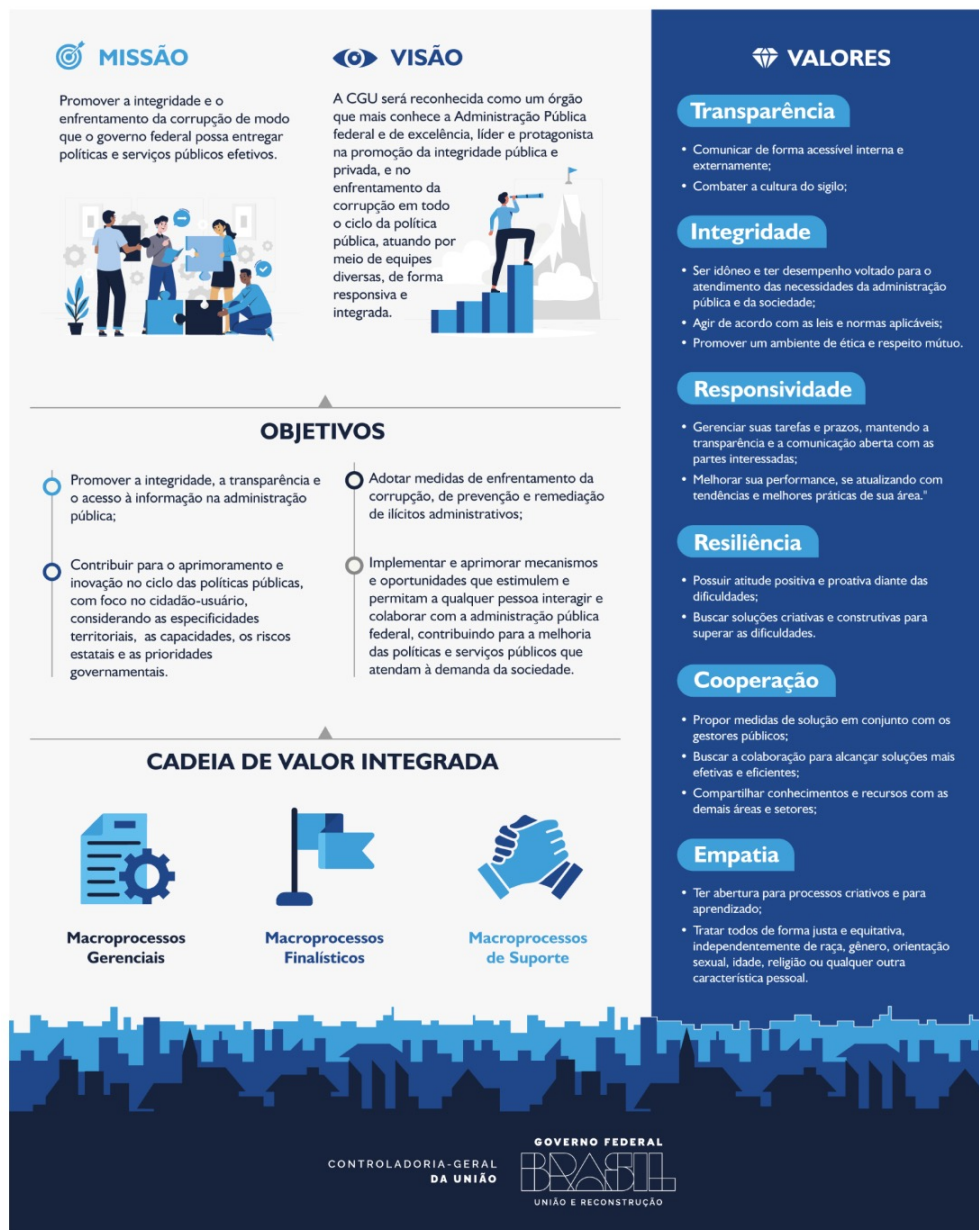 MISSÃO
Promover a integridade e o
enfrentamento da corrupção de modo
que o governo federal possa entregar
políticas e serviços públicos efetivos.
VISÃO
A CGU será reconhecida como um órgão
que mais conhece a Administração Pública
federal e de excelência, líder e protagonista
na promoção da integridade pública e
privada, e no
enfrentamento da
corrupção em todo
o ciclo da política
pública, atuando por
meio de equipes
diversas, de forma
responsiva e
integrada.
OBJETIVOS
Promover a integridade, a transparência e
o acesso à informação na administração
pública;
Contribuir para o aprimoramento e
inovação no ciclo das políticas públicas,
com foco no cidadão-usuário,
considerando as especificidades
territoriais, as capacidades, os riscos
estatais e as prioridades
governamentais.
Adotar medidas de enfrentamento da
corrupção, de prevenção e remediação
de ilícitos administrativos;
Implementar e aprimorar mecanismos
e oportunidades que estimulem e
permitam a qualquer pessoa interagir e
colaborar com a administração pública
federal, contribuindo para a melhoria
das políticas e serviços públicos que
atendam à demanda da sociedade.
CADEIA DE VALOR INTEGRADA
Macroprocessos
Gerenciais
Macroprocessos
Finalísticos
Macroprocessos
de Suporte
VALORES
Transparência
• Comunicar de forma acessível interna e
externamente;
• Combater a cultura do sigilo;
Integridade
• Ser idôneo e ter desempenho voltado para o
atendimento das necessidades da administração
pública e da sociedade;
• Agir de acordo com as leis e normas aplicáveis;
• Promover um ambiente de ética e respeito mútuo.
Responsividade
• Gerenciar suas tarefas e prazos, mantendo a
transparência e a comunicação aberta com as
partes interessadas;
• Melhorar sua performance, se atualizando com
tendências e melhores práticas de sua área."
Resiliência
• Possuir atitude positiva e proativa diante das
dificuldades;
• Buscar soluções criativas e construtivas para
superar as dificuldades.
Cooperação
• Propor medidas de solução em conjunto com os
gestores públicos;
• Buscar a colaboração para alcançar soluções mais
efetivas e eficientes;
• Compartilhar conhecimentos e recursos com as
demais áreas e setores;
Empatia
• Ter abertura para processos criativos e para
aprendizado;
• Tratar todos de forma justa e equitativa,
independentemente de raça, gênero, orientação
sexual, idade, religião ou qualquer outra
característica pessoal.
CONTROLADORIA-GERAL
DA UNIÃO
GOVERNO FEDERAL
BRASIL
UNIÃO E RECONSTRUÇÃO